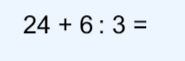 24 + 6 : 3 =